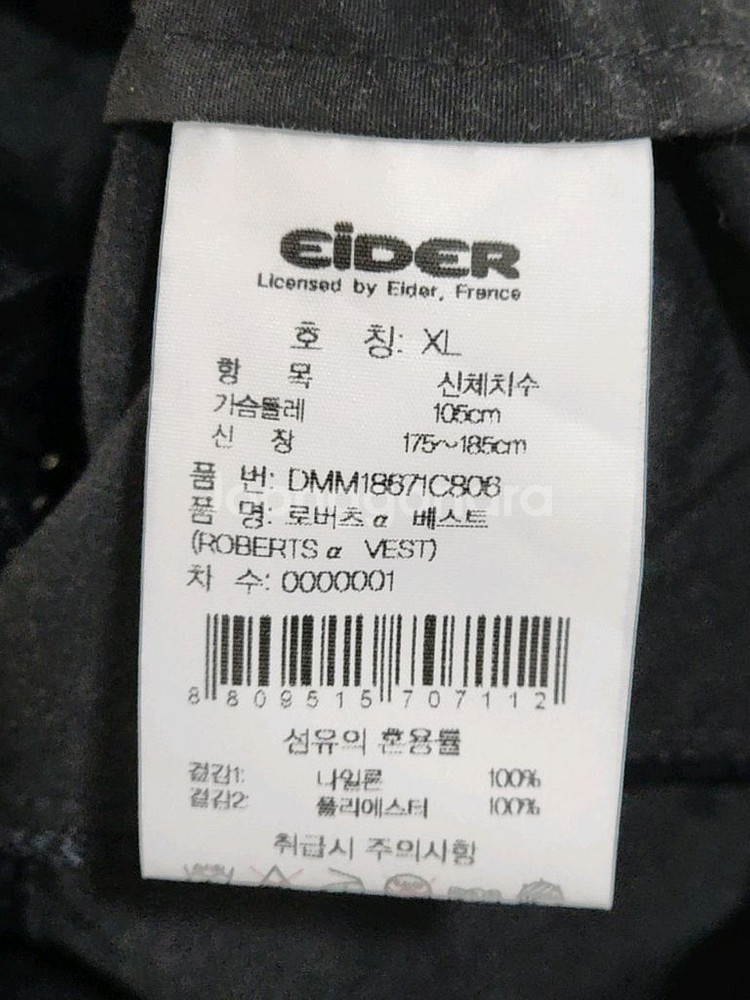 EiDER
Licensed by Eider, France
호 칭: XL
항 목 신체치수
가슴둘레 105cm
신 장 175~185cm
품 번: DMM18671C806
품 명: 로버츠α 베스트
(ROBERTS α VEST)
차 수: 0000001
8 809515 707112
섬유의 혼용률
겉감1: 나일론 100%
겉감2: 폴리에스터 100%
취급시 주의사항